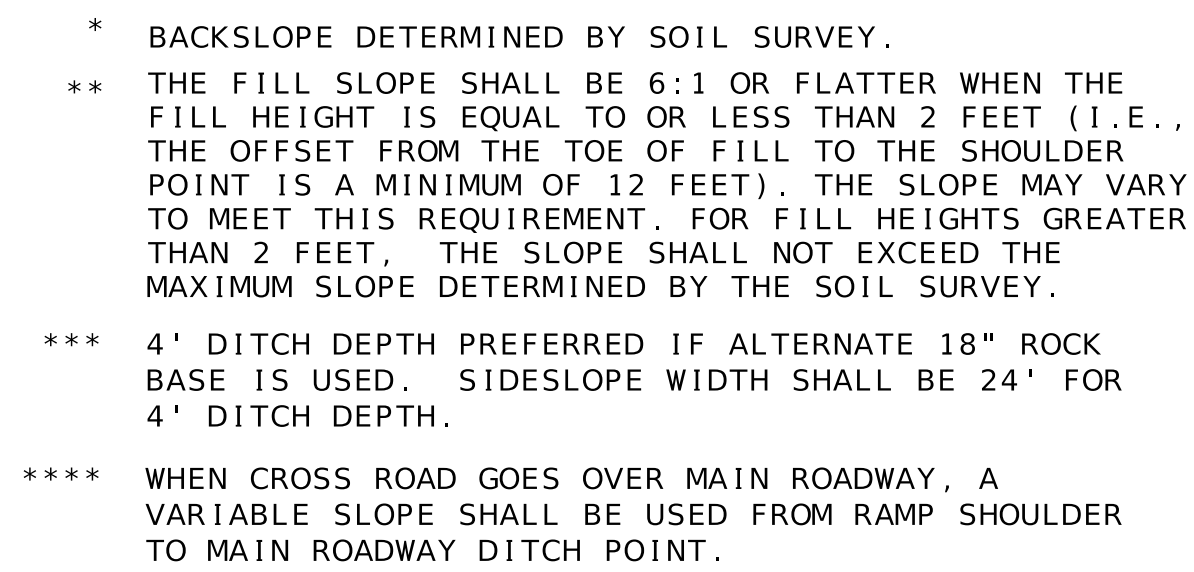 * BACKSLOPE DETERMINED BY SOIL SURVEY.
** THE FILL SLOPE SHALL BE 6:1 OR FLATTER WHEN THE
FILL HEIGHT IS EQUAL TO OR LESS THAN 2 FEET (I.E.,
THE OFFSET FROM THE TOE OF FILL TO THE SHOULDER
POINT IS A MINIMUM OF 12 FEET). THE SLOPE MAY VARY
TO MEET THIS REQUIREMENT. FOR FILL HEIGHTS GREATER
THAN 2 FEET, THE SLOPE SHALL NOT EXCEED THE
MAXIMUM SLOPE DETERMINED BY THE SOIL SURVEY.
*** 4' DITCH DEPTH PREFERRED IF ALTERNATE 18" ROCK
BASE IS USED. SIDESLOPE WIDTH SHALL BE 24' FOR
4' DITCH DEPTH.
**** WHEN CROSS ROAD GOES OVER MAIN ROADWAY, A
VARIABLE SLOPE SHALL BE USED FROM RAMP SHOULDER
TO MAIN ROADWAY DITCH POINT.